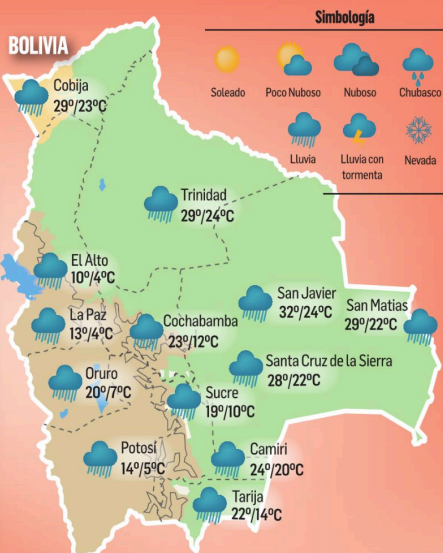 Simbología
BOLIVIA
Soleado
Poco Nuboso
Nuboso
Chubasco
Lluvia
Lluvia con
tormenta
Nevada
Cobija
29º/23ºC
Trinidad
29º/24ºC
El Alto
10º/4ºC
La Paz
13º/4ºC
Cochabamba
23º/12ºC
San Javier
32º/24ºC
San Matias
29º/22ºC
Santa Cruz de la Sierra
28º/22ºC
Oruro
20º/7ºC
Sucre
19º/10ºC
Potosí
14º/5ºC
Camiri
24º/20ºC
Tarija
22º/14ºC